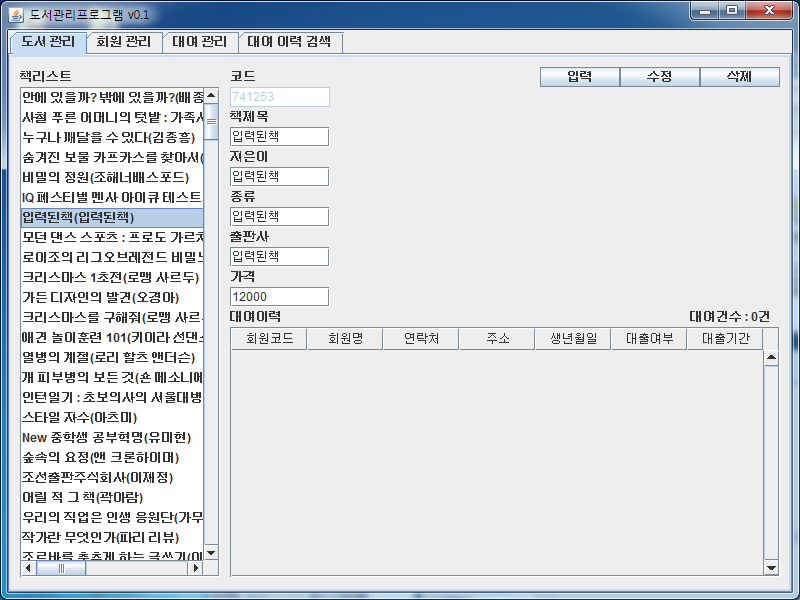 도서관리프로그램 v0.1
도서 관리 회원 관리 대여 관리 대여 이력 검색
책리스트
안에 있을까? 밖에 있을까?(배종
사철 푸른 어머니의 텃밭 : 가족사
누구나 깨달을 수 있다(김종흥)
숨겨진 보물 카프카스를 찾아서(
비밀의 정원(조해너배스포드)
IQ 페스티벌 멘사 아이큐 테스트
입력된책(입력된책)
모던 댄스 스포츠 : 프로도 가르쳐
로이조의 리그오브레전드 비밀노
크리스마스 1초전(로맹 사르두)
가든 디자인의 발견(오경아)
크리스마스를 구해줘(로맹 사르
애견 놀이훈련 101(키이라 선댄스
열병의 계절(로리 할츠 앤더슨)
개 피부병의 모든 것(숀 메소니에
인턴일기 : 초보의사의 서울대병
스타일 자수(아츠미)
New 중학생 공부혁명(유미현)
숲속의 요정(앤 크론하이머)
조선출판주식회사(이재정)
어릴 적 그 책(곽아람)
우리의 직업은 인생 응원단(가무
작가란 무엇인가(파리 리뷰)
조르바를 춤추게 하는 글쓰기(이
코드
741253
입력 수정 삭제
책제목
입력된책
지은이
입력된책
종류
입력된책
출판사
입력된책
가격
12000
대여이력 대여건수 : 0건
회원코드 회원명 연락처 주소 생년월일 대출여부 대출기간